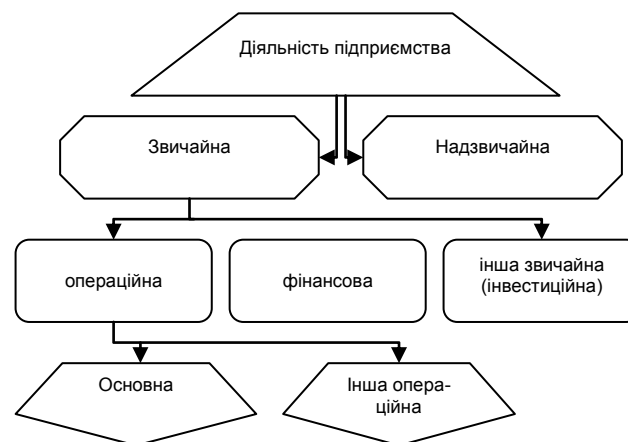 Діяльність підприємства
Звичайна
Надзвичайна
операційна
фінансова
інша звичайна
(інвестиційна)
Основна
Інша опера-
ційна